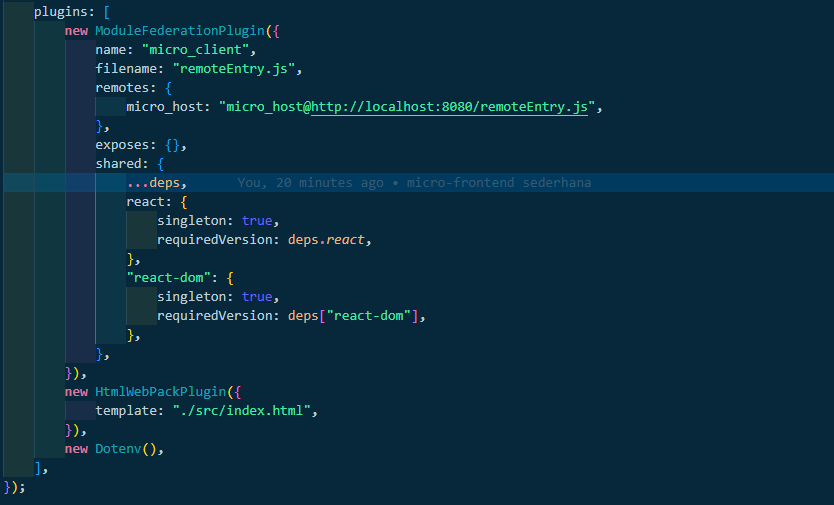 plugins: [
new ModuleFederationPlugin({
name: "micro_client",
filename: "remoteEntry.js",
remotes: {
micro_host: "micro_host@http://localhost:8080/remoteEntry.js",
},
exposes: {},
shared: {
...deps, You, 20 minutes ago • micro-frontend sederhana
react: {
singleton: true,
requiredVersion: deps.react,
},
"react-dom": {
singleton: true,
requiredVersion: deps["react-dom"],
},
},
}),
new HtmlWebPackPlugin({
template: "./src/index.html",
}),
new Dotenv(),
],
});